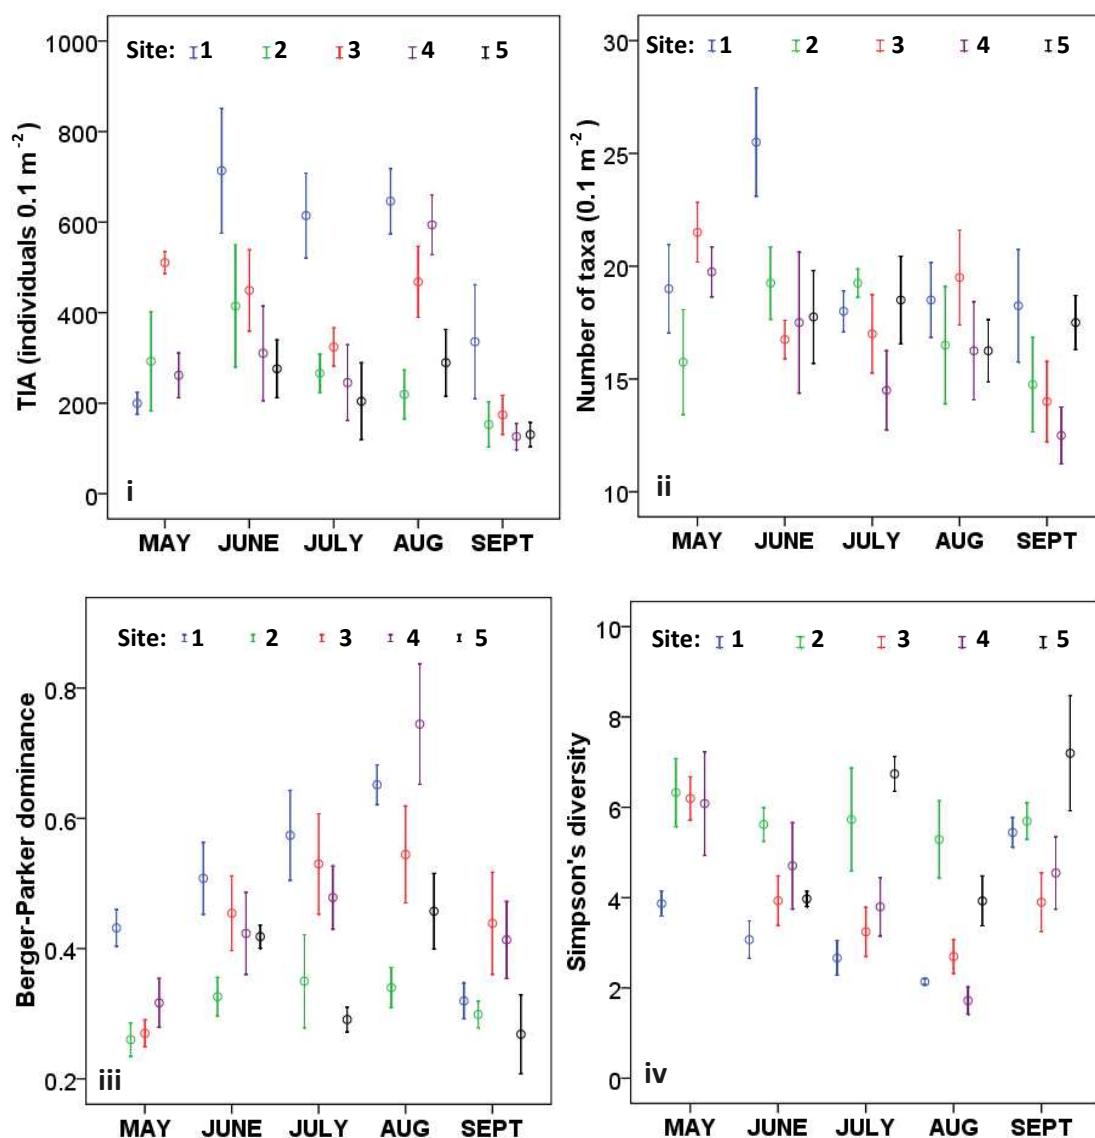 Site: 1 2 3 4 5
TIA (individuals 0.1 m⁻²)
1000
800
600
400
200
0
i
MAY JUNE JULY AUG SEPT
Site: 1 2 3 4 5
Number of taxa (0.1 m⁻²)
30
25
20
15
10
ii
MAY JUNE JULY AUG SEPT
Site: 1 2 3 4 5
Berger-Parker dominance
0.8
0.6
0.4
0.2
iii
MAY JUNE JULY AUG SEPT
Site: 1 2 3 4 5
Simpson's diversity
10
8
6
4
2
0
iv
MAY JUNE JULY AUG SEPT